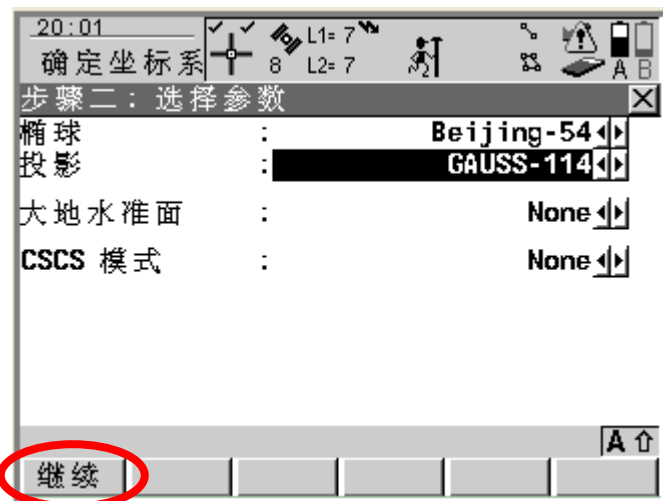 20:01
确定坐标系
L1= 7
8 L2= 7
A B
步骤二：选择参数
椭球 : Beijing-54
投影 : GAUSS-114
大地水准面 : None
CSCS 模式 : None
A
继续